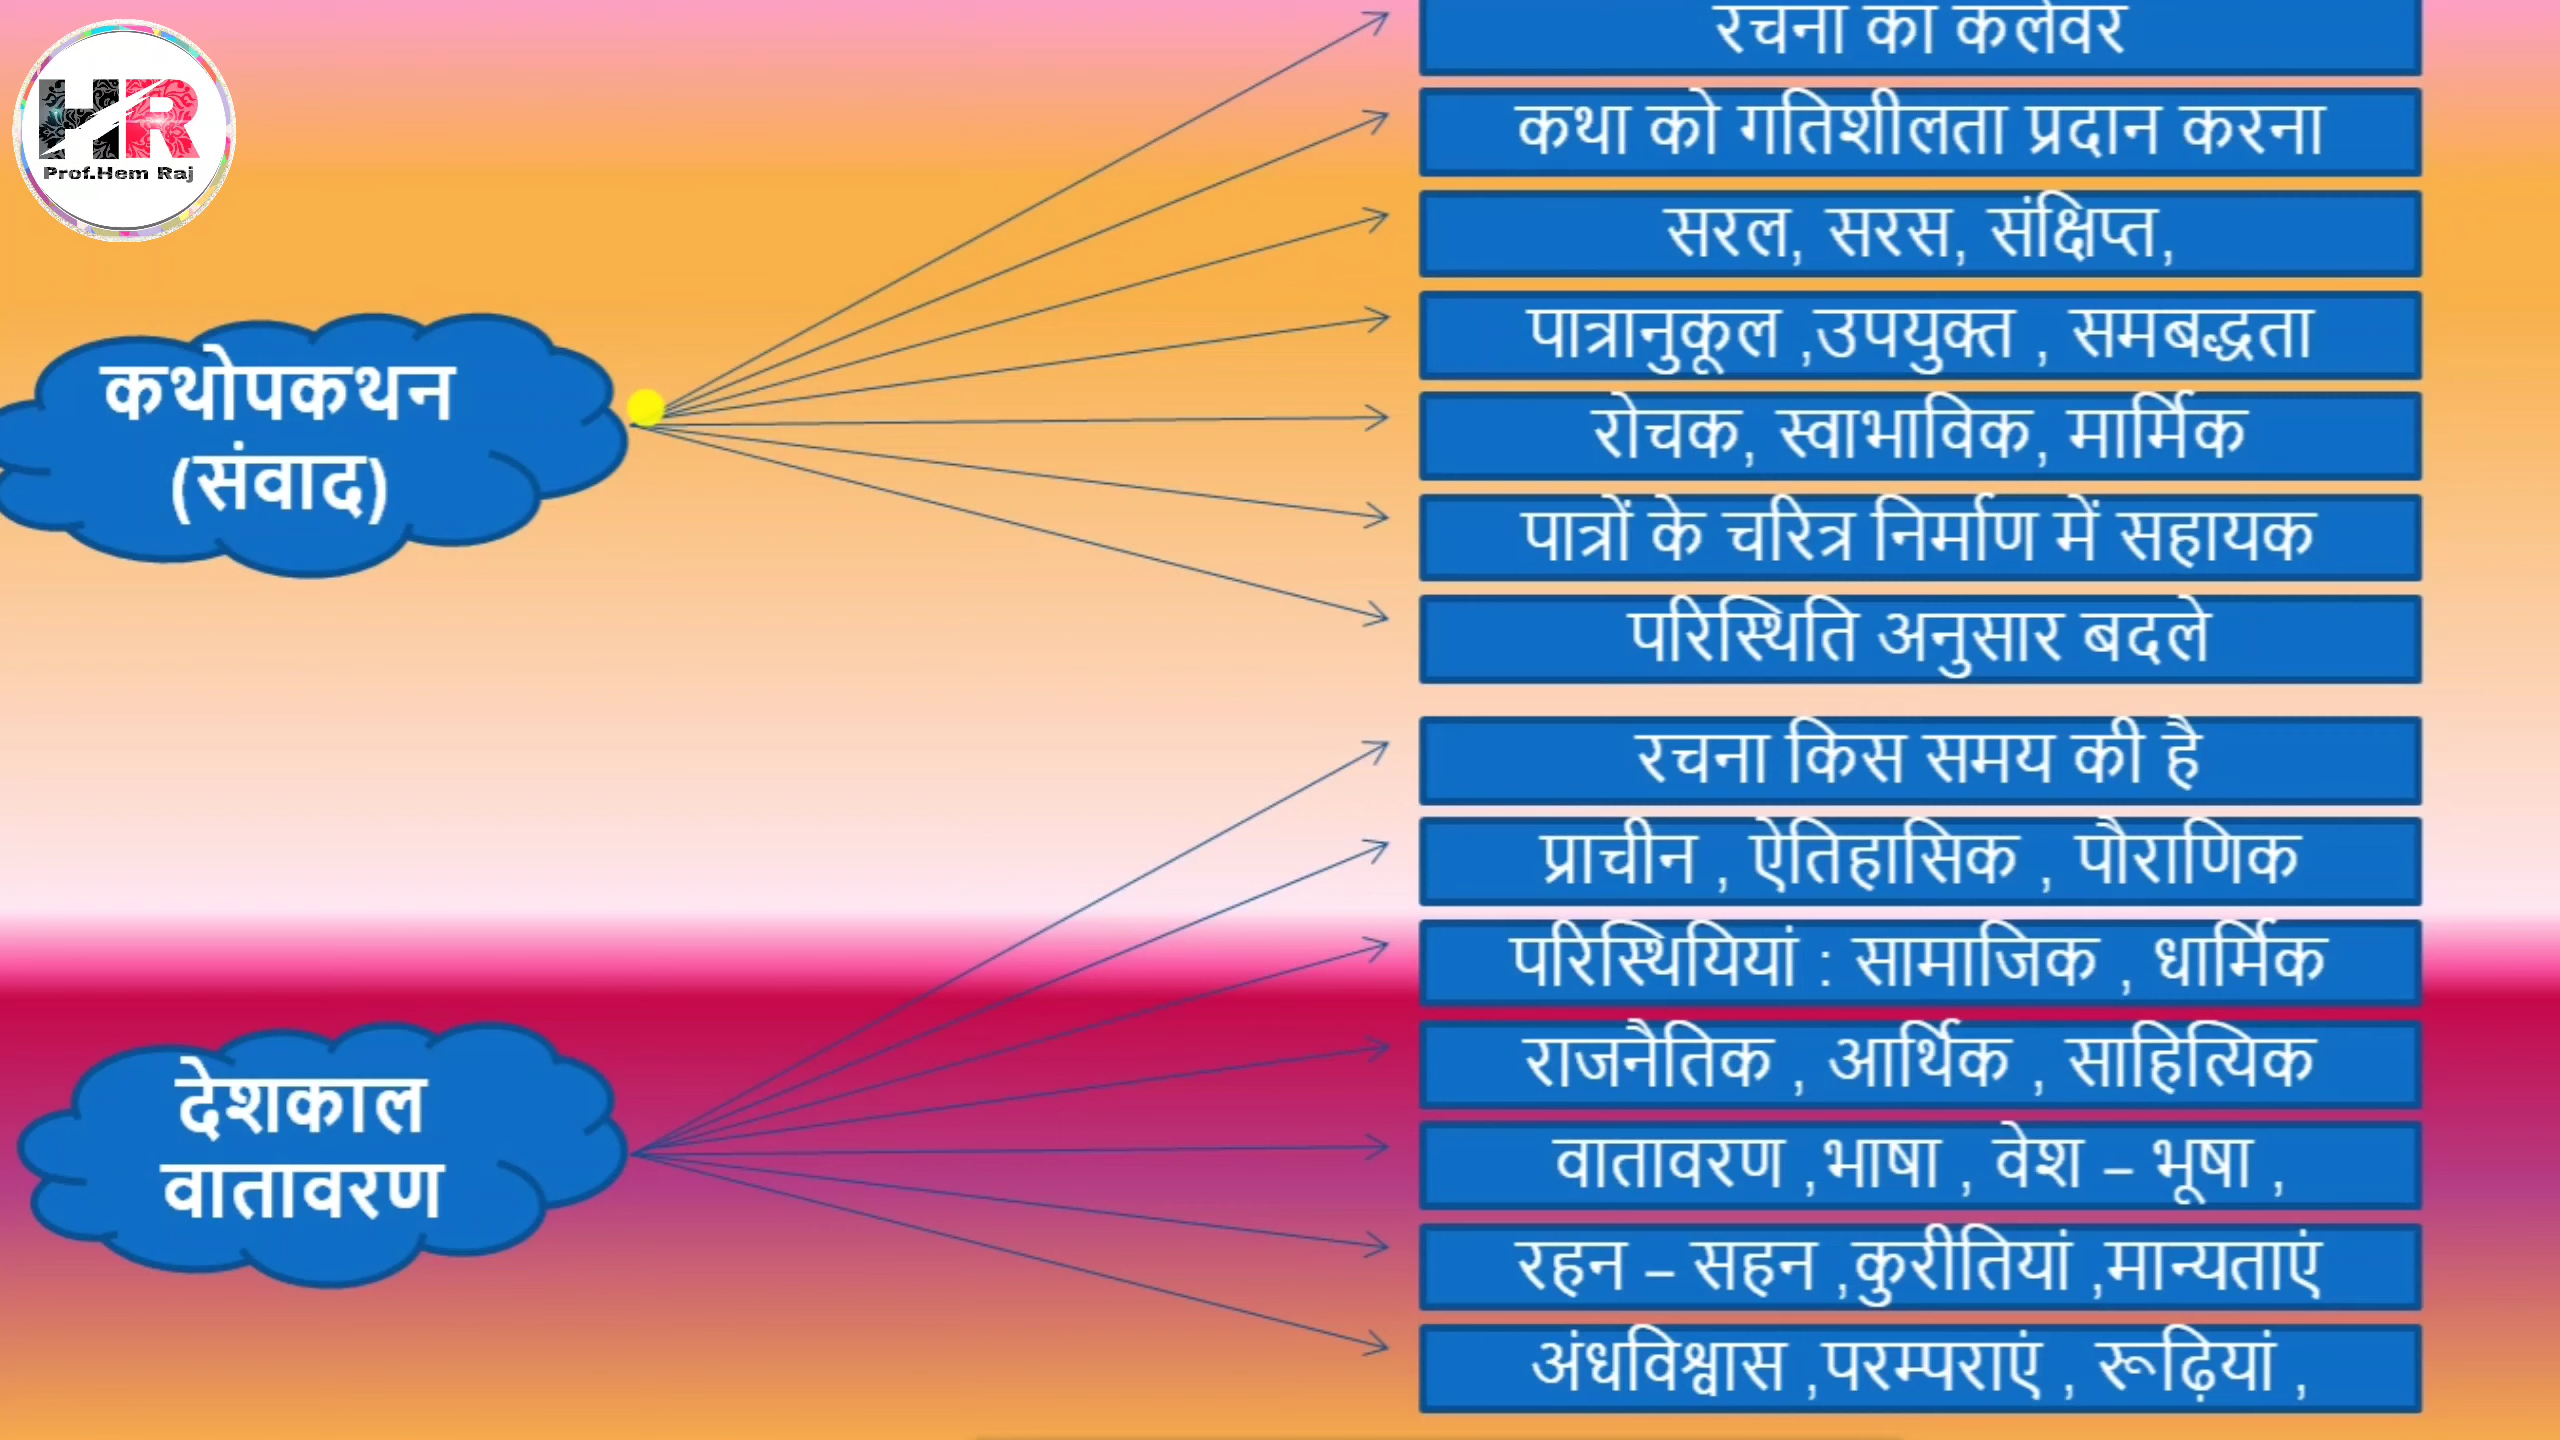 HR
Prof.Hem Raj
कथोपकथन
(संवाद)
रचना का कलेवर
कथा को गतिशीलता प्रदान करना
सरल, सरस, संक्षिप्त,
पात्रानुकूल ,उपयुक्त , समबद्धता
रोचक, स्वाभाविक, मार्मिक
पात्रों के चरित्र निर्माण में सहायक
परिस्थिति अनुसार बदले
देशकाल
वातावरण
रचना किस समय की है
प्राचीन , ऐतिहासिक , पौराणिक
परिस्थियियां : सामाजिक , धार्मिक
राजनैतिक , आर्थिक , साहित्यिक
वातावरण ,भाषा , वेश – भूषा ,
रहन – सहन ,कुरीतियां ,मान्यताएं
अंधविश्वास ,परम्पराएं , रूढ़ियां ,